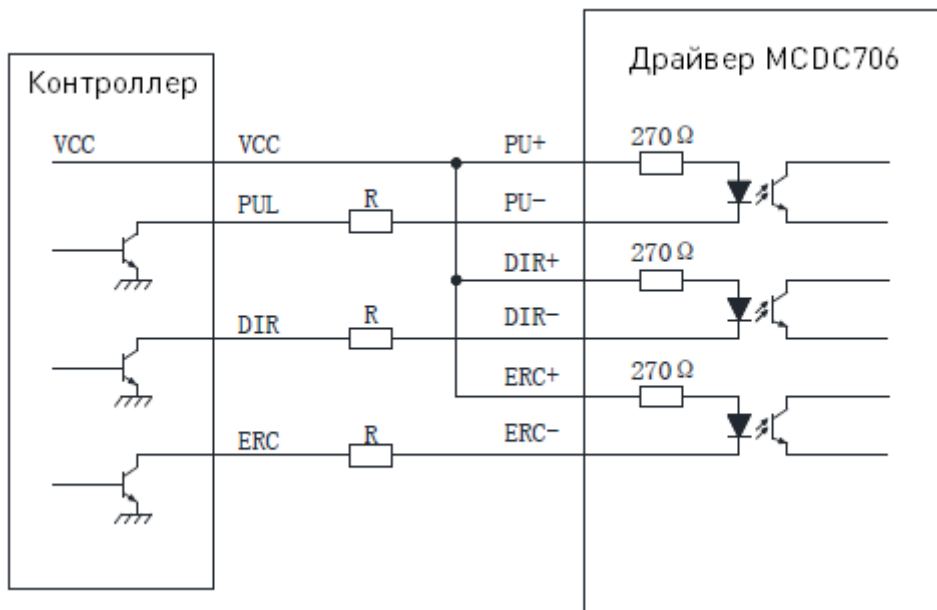 Контроллер
Драйвер MCDC706
VCC
VCC
PU+
270Ω
PUL
R
PU-
DIR+
270Ω
DIR
R
DIR-
ERC+
270Ω
ERC
R
ERC-